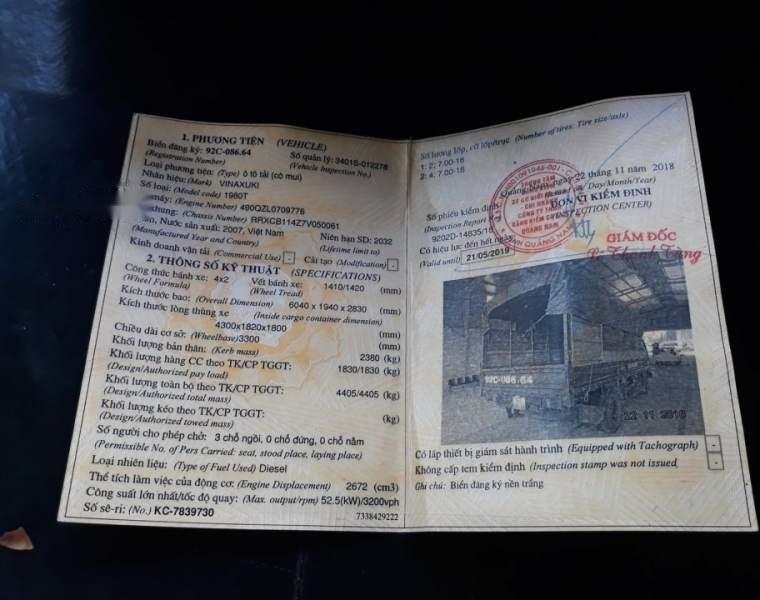 1. PHƯƠNG TIỆN (VEHICLE)
Biển đăng ký: 92C-086.64 Số quản lý: 3401S-012278
(Registration Number) (Vehicle Inspection No.)
Loại phương tiện: (Type) ô tô tải (có mui)
Nhãn hiệu: (Mark) VINAXUKI
Số loại: (Model code) 1980T
máy: (Engine Number) 490QZL0709776
khung: (Chassis Number) RRXCB114Z7V050061
Nước sản xuất: 2007, Việt Nam Niên hạn SD: 2032
(Manufactured Year and Country) (Lifetime limit to)
Kinh doanh vận tải (Commercial Use) - Cải tạo (Modification) -
2. THÔNG SỐ KỸ THUẬT (SPECIFICATIONS)
Công thức bánh xe: 4x2 Vết bánh xe: 1410/1420 (mm)
(Wheel Formula) (Wheel Tread)
Kích thước bao: (Overall Dimension) 6040 x 1940 x 2830 (mm)
Kích thước lòng thùng xe (Inside cargo container dimension)
4300x1820x1800 (mm)
Chiều dài cơ sở: (Wheelbase) 3300 (mm)
Khối lượng bản thân: (Kerb mass) 2380 (kg)
Khối lượng hàng CC theo TK/CP TGGT: 1830/1830 (kg)
(Design/Authorized pay load)
Khối lượng toàn bộ theo TK/CP TGGT: 4405/4405 (kg)
(Design/Authorized total mass)
Khối lượng kéo theo TK/CP TGGT: (kg)
(Design/Authorized towed mass)
Số người cho phép chở: 3 chỗ ngồi, 0 chỗ đứng, 0 chỗ nằm
(Permissible No. of Pers Carried: seat, stood place, laying place)
Loại nhiên liệu: (Type of Fuel Used) Diesel
Thể tích làm việc của động cơ: (Engine Displacement) 2672 (cm3)
Công suất lớn nhất/tốc độ quay: (Max. output/rpm) 52.5(kW)/3200vph
Số sê-ri: (No.) KC-7839730 7338429222
Số lượng lốp, cỡ lốp/trục (Number of tires: Tire size/axle)
1: 2; 7.00-16
2: 4; 7.00-16
Quảng Nam, ngày 22 tháng 11 năm 2018
Day/Month/Year)
Số phiếu kiểm định ĐƠN VỊ KIỂM ĐỊNH
(Inspection Report (INSPECTION CENTER)
9202D-14835/18
Có hiệu lực đến hết ngày GIÁM ĐỐC
(Valid until) 21/05/2019
92C-086.64
22 11 2018
Có lắp thiết bị giám sát hành trình (Equipped with Tachograph) -
Không cấp tem kiểm định (Inspection stamp was not issued) -
Ghi chú: Biển đăng ký nền trắng